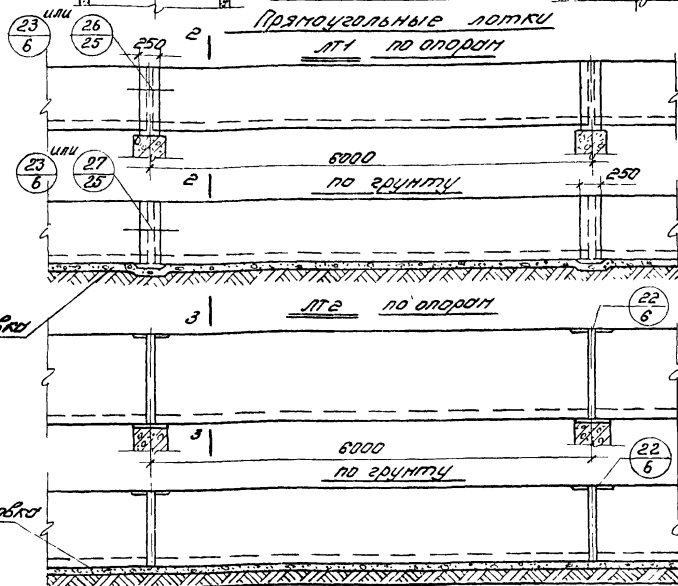 Прямоугольные лотки
23/6 или 26/25 250 2 ЛТ1 по опорам
6000
23/6 или 27/25 2 по грунту 250
3 ЛТ2 по опорам 22/6
3 6000
по грунту 22/6